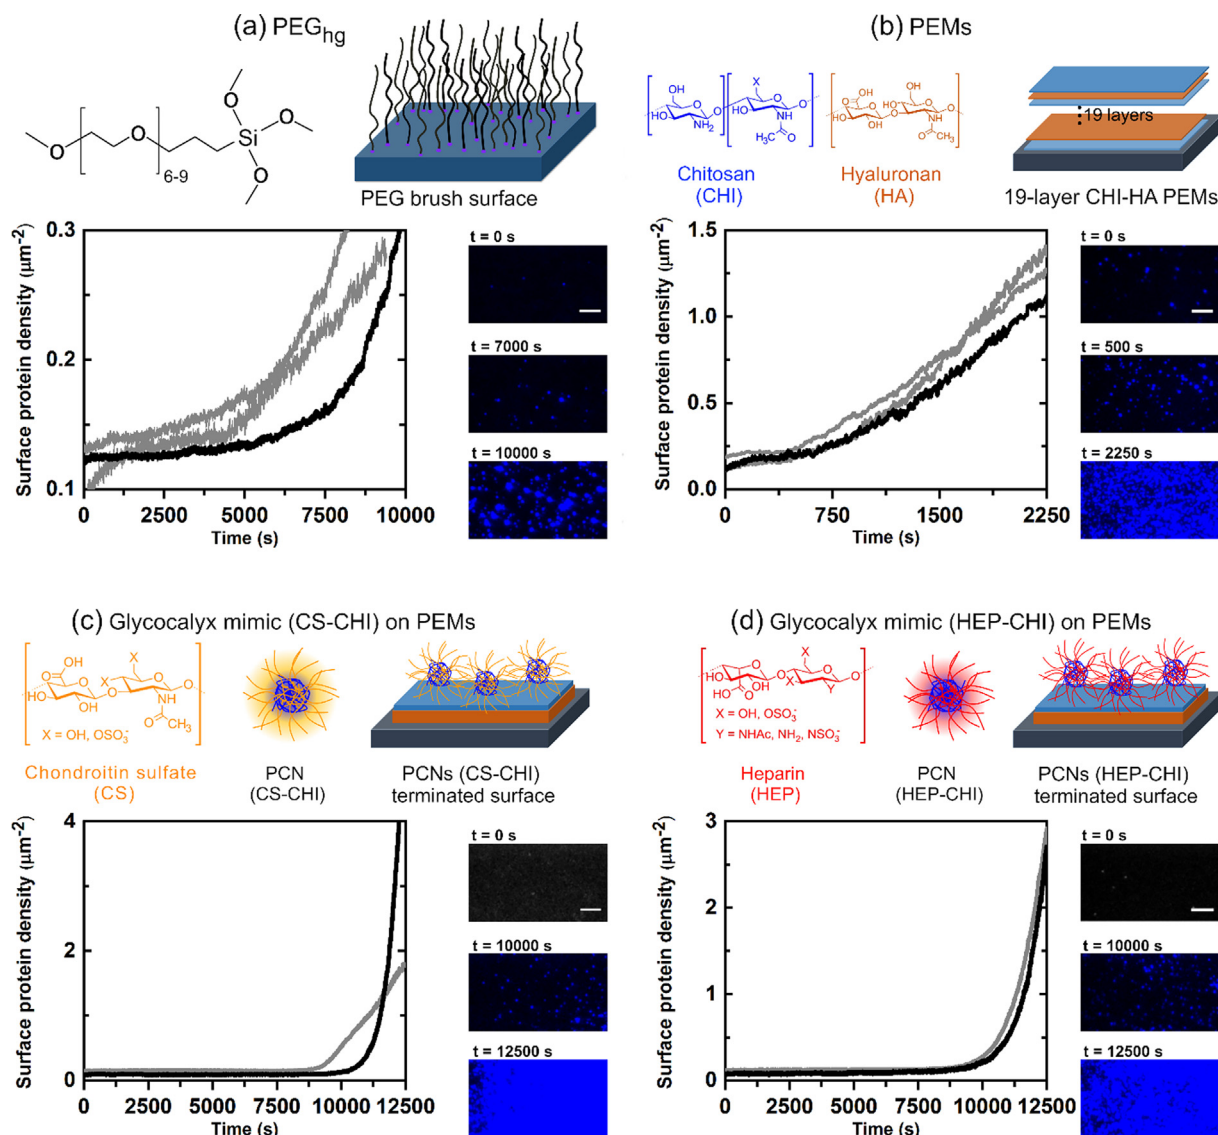 (a) PEGhg
O
O
6-9
Si
O
O
O
PEG brush surface
Surface protein density (μm-2)
0.3
0.2
0.1
0
2500
5000
7500
10000
Time (s)
t = 0 s
t = 7000 s
t = 10000 s
(b) PEMs
OH
O
HO
NH2
O
X
O
HO
NH
H3C
O
O
OH
O
HO
OH
O
HO
OH
O
NH
O
CH3
Chitosan
(CHI)
Hyaluronan
(HA)
19 layers
19-layer CHI-HA PEMs
Surface protein density (μm-2)
1.5
1.0
0.5
0.0
0
750
1500
2250
Time (s)
t = 0 s
t = 500 s
t = 2250 s
(c) Glycocalyx mimic (CS-CHI) on PEMs
OH
O
O
HO
OH
O
X
X
O
NH
O
CH3
O
X = OH, OSO3-
Chondroitin sulfate
(CS)
PCN
(CS-CHI)
PCNs (CS-CHI)
terminated surface
Surface protein density (μm-2)
4
2
0
0
2500
5000
7500
10000
12500
Time (s)
t = 0 s
t = 10000 s
t = 12500 s
(d) Glycocalyx mimic (HEP-CHI) on PEMs
O
HO
OH
O
OH
O
X
O
X
Y
O
X = OH, OSO3-
Y = NHAc, NH2, NSO3-
Heparin
(HEP)
PCN
(HEP-CHI)
PCNs (HEP-CHI)
terminated surface
Surface protein density (μm-2)
3
2
1
0
0
2500
5000
7500
10000
12500
Time (s)
t = 0 s
t = 10000 s
t = 12500 s